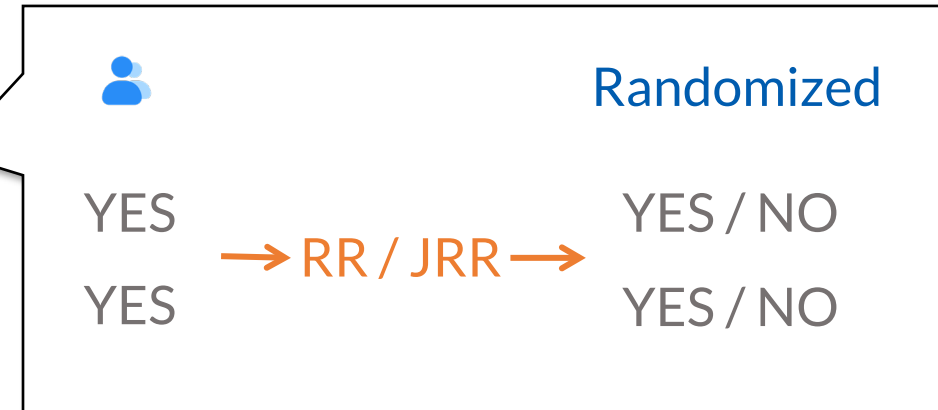 Randomized
YES
YES / NO
RR / JRR
YES
YES / NO